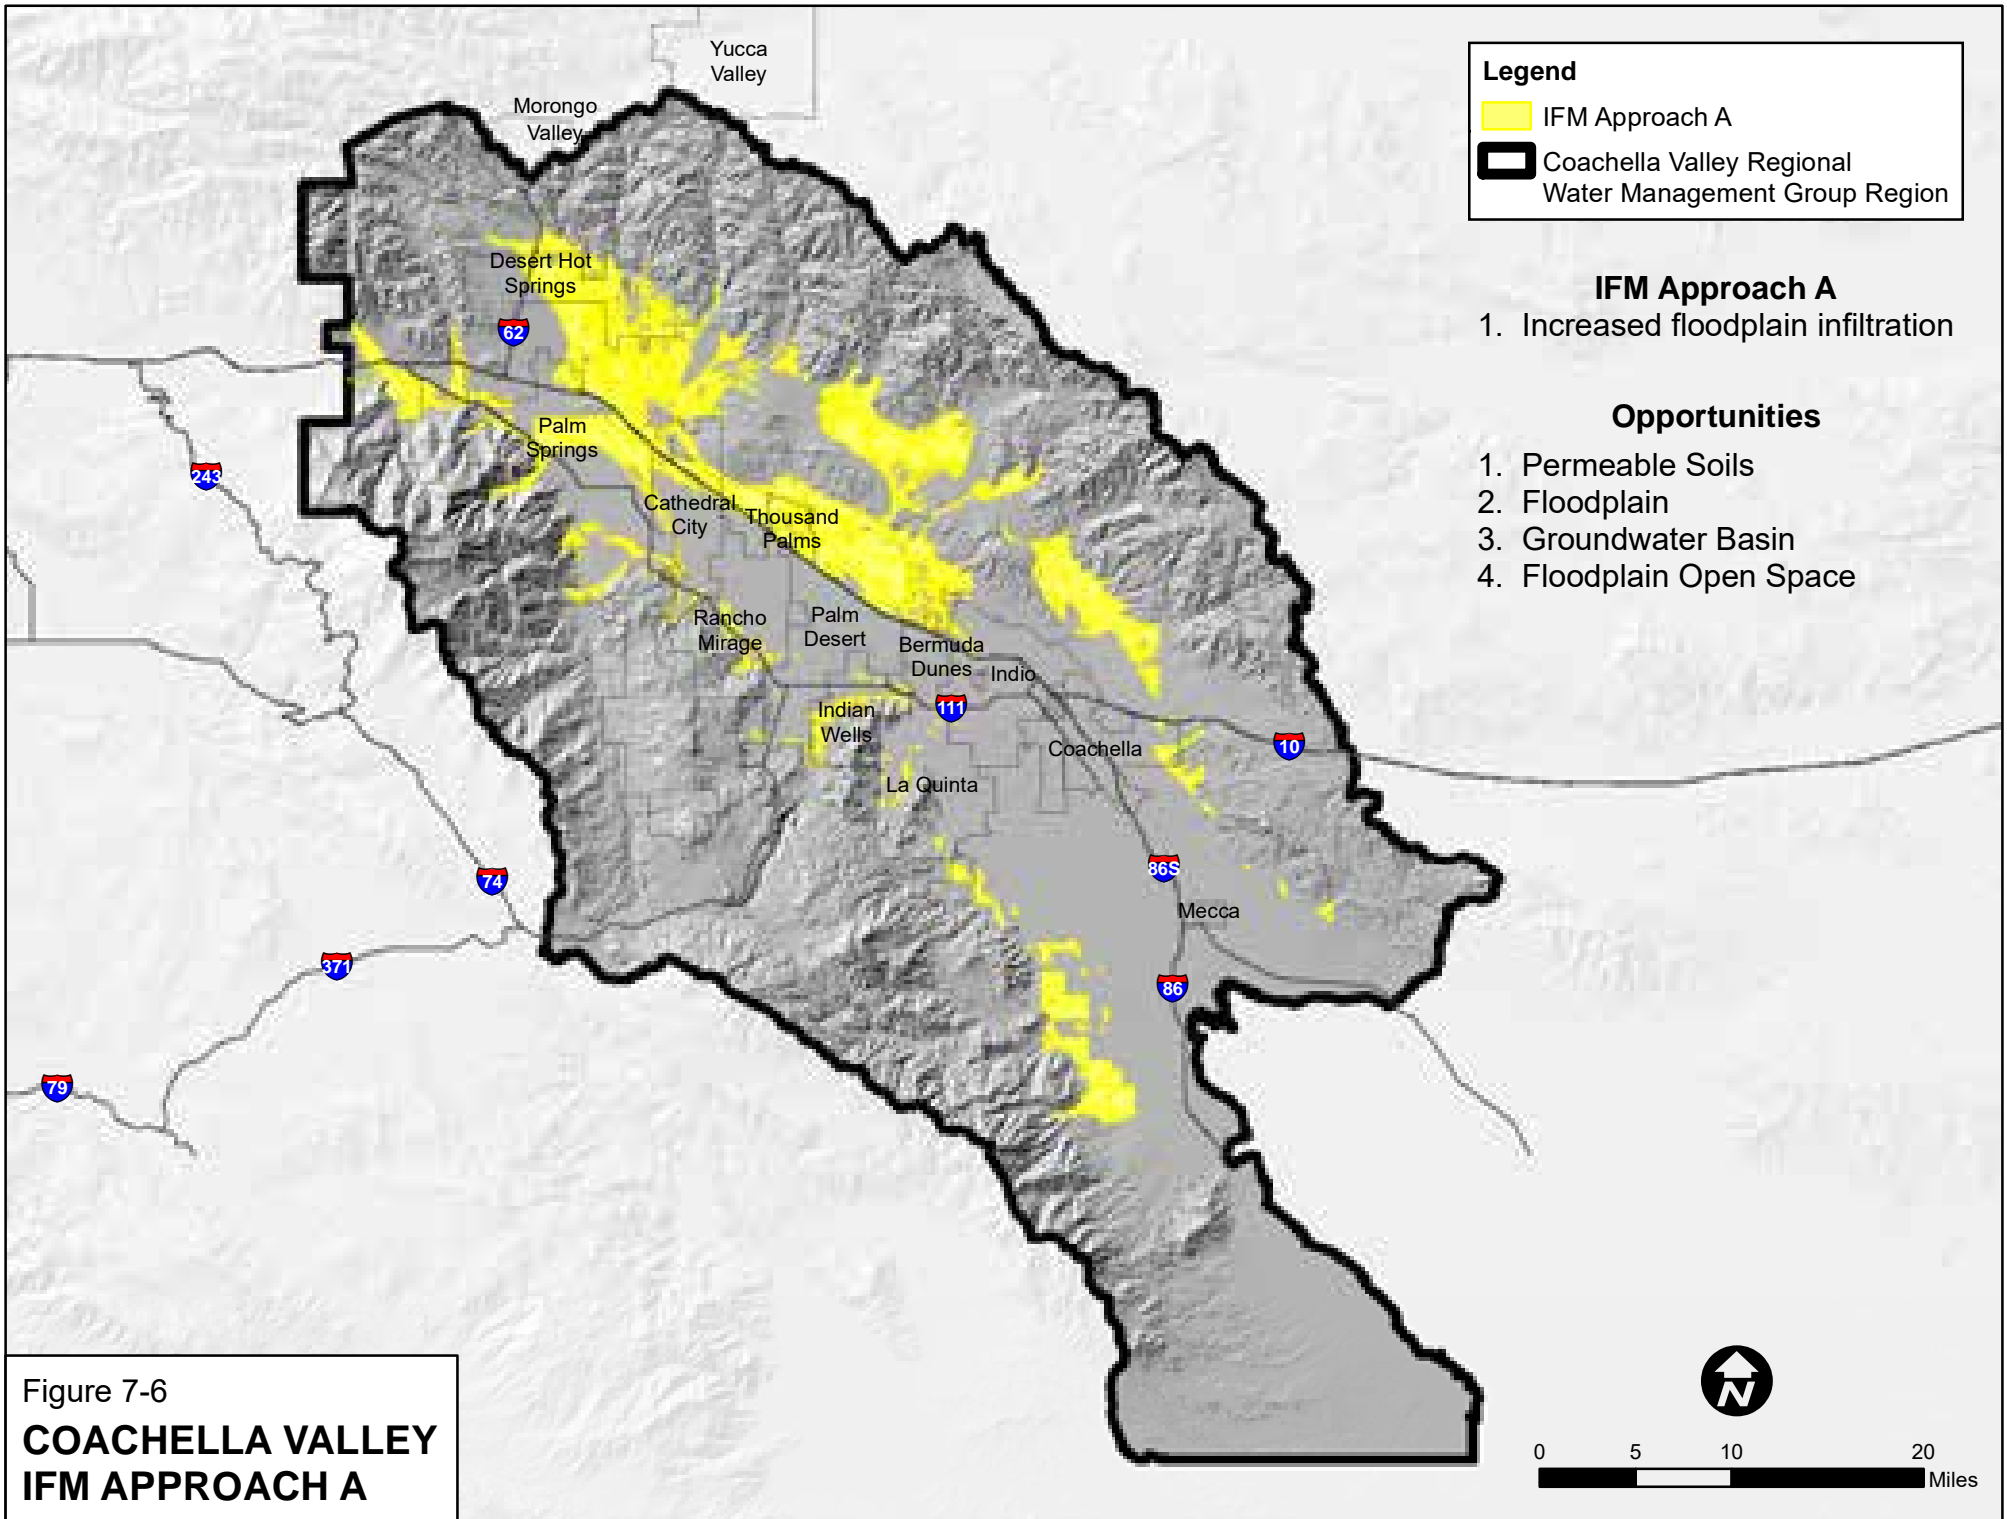 Yucca
Valley
Morongo
Valley
Desert Hot
Springs
62
Palm
Springs
243
Cathedral
City
Thousand
Palms
Rancho
Mirage
Palm
Desert
Bermuda
Dunes
Indio
111
Indian
Wells
Coachella
10
La Quinta
86S
74
Mecca
371
86
79
Legend
IFM Approach A
Coachella Valley Regional
Water Management Group Region
IFM Approach A
1. Increased floodplain infiltration
Opportunities
1. Permeable Soils
2. Floodplain
3. Groundwater Basin
4. Floodplain Open Space
N
0 5 10 20
Miles
Figure 7-6
COACHELLA VALLEY
IFM APPROACH A